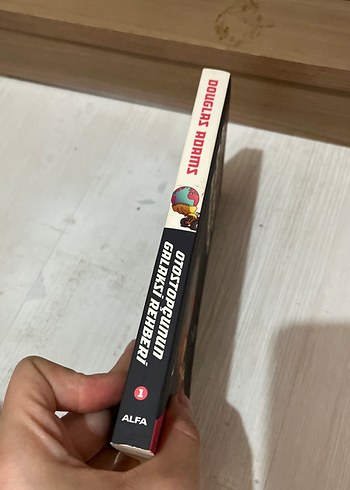 DOUGLAS ADAMS
OTOSTOPÇUNUN
GALAKSİ REHBERİ
1
ALFA